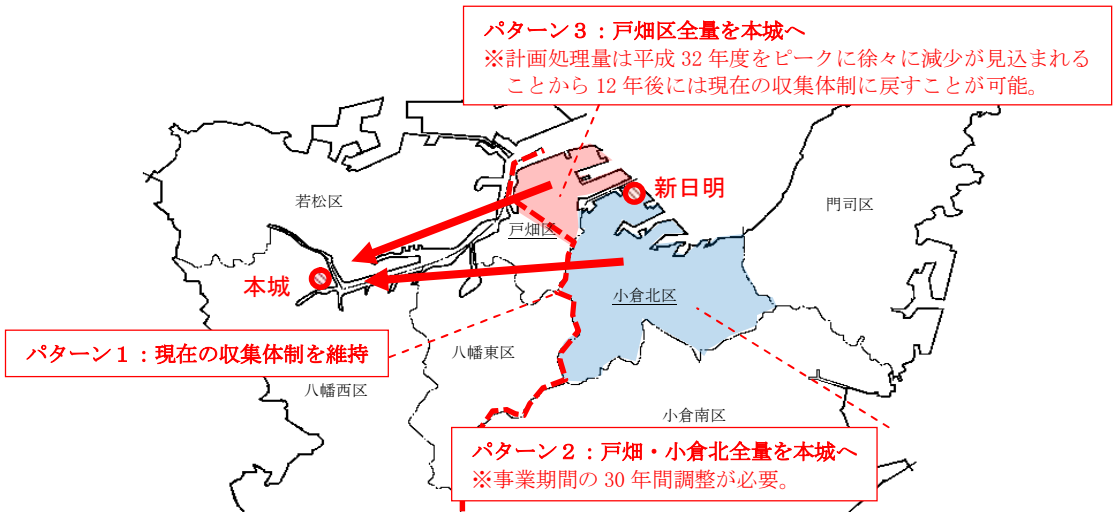 パターン3:戸畑区全量を本城へ
※計画処理量は平成 32 年度をピークに徐々に減少が見込まれる
ことから 12 年後には現在の収集体制に戻すことが可能。
新日明
若松区
門司区
戸畑区
本城
小倉北区
パターン1:現在の収集体制を維持
八幡東区
八幡西区
小倉南区
パターン2:戸畑・小倉北全量を本城へ
※事業期間の 30 年間調整が必要。